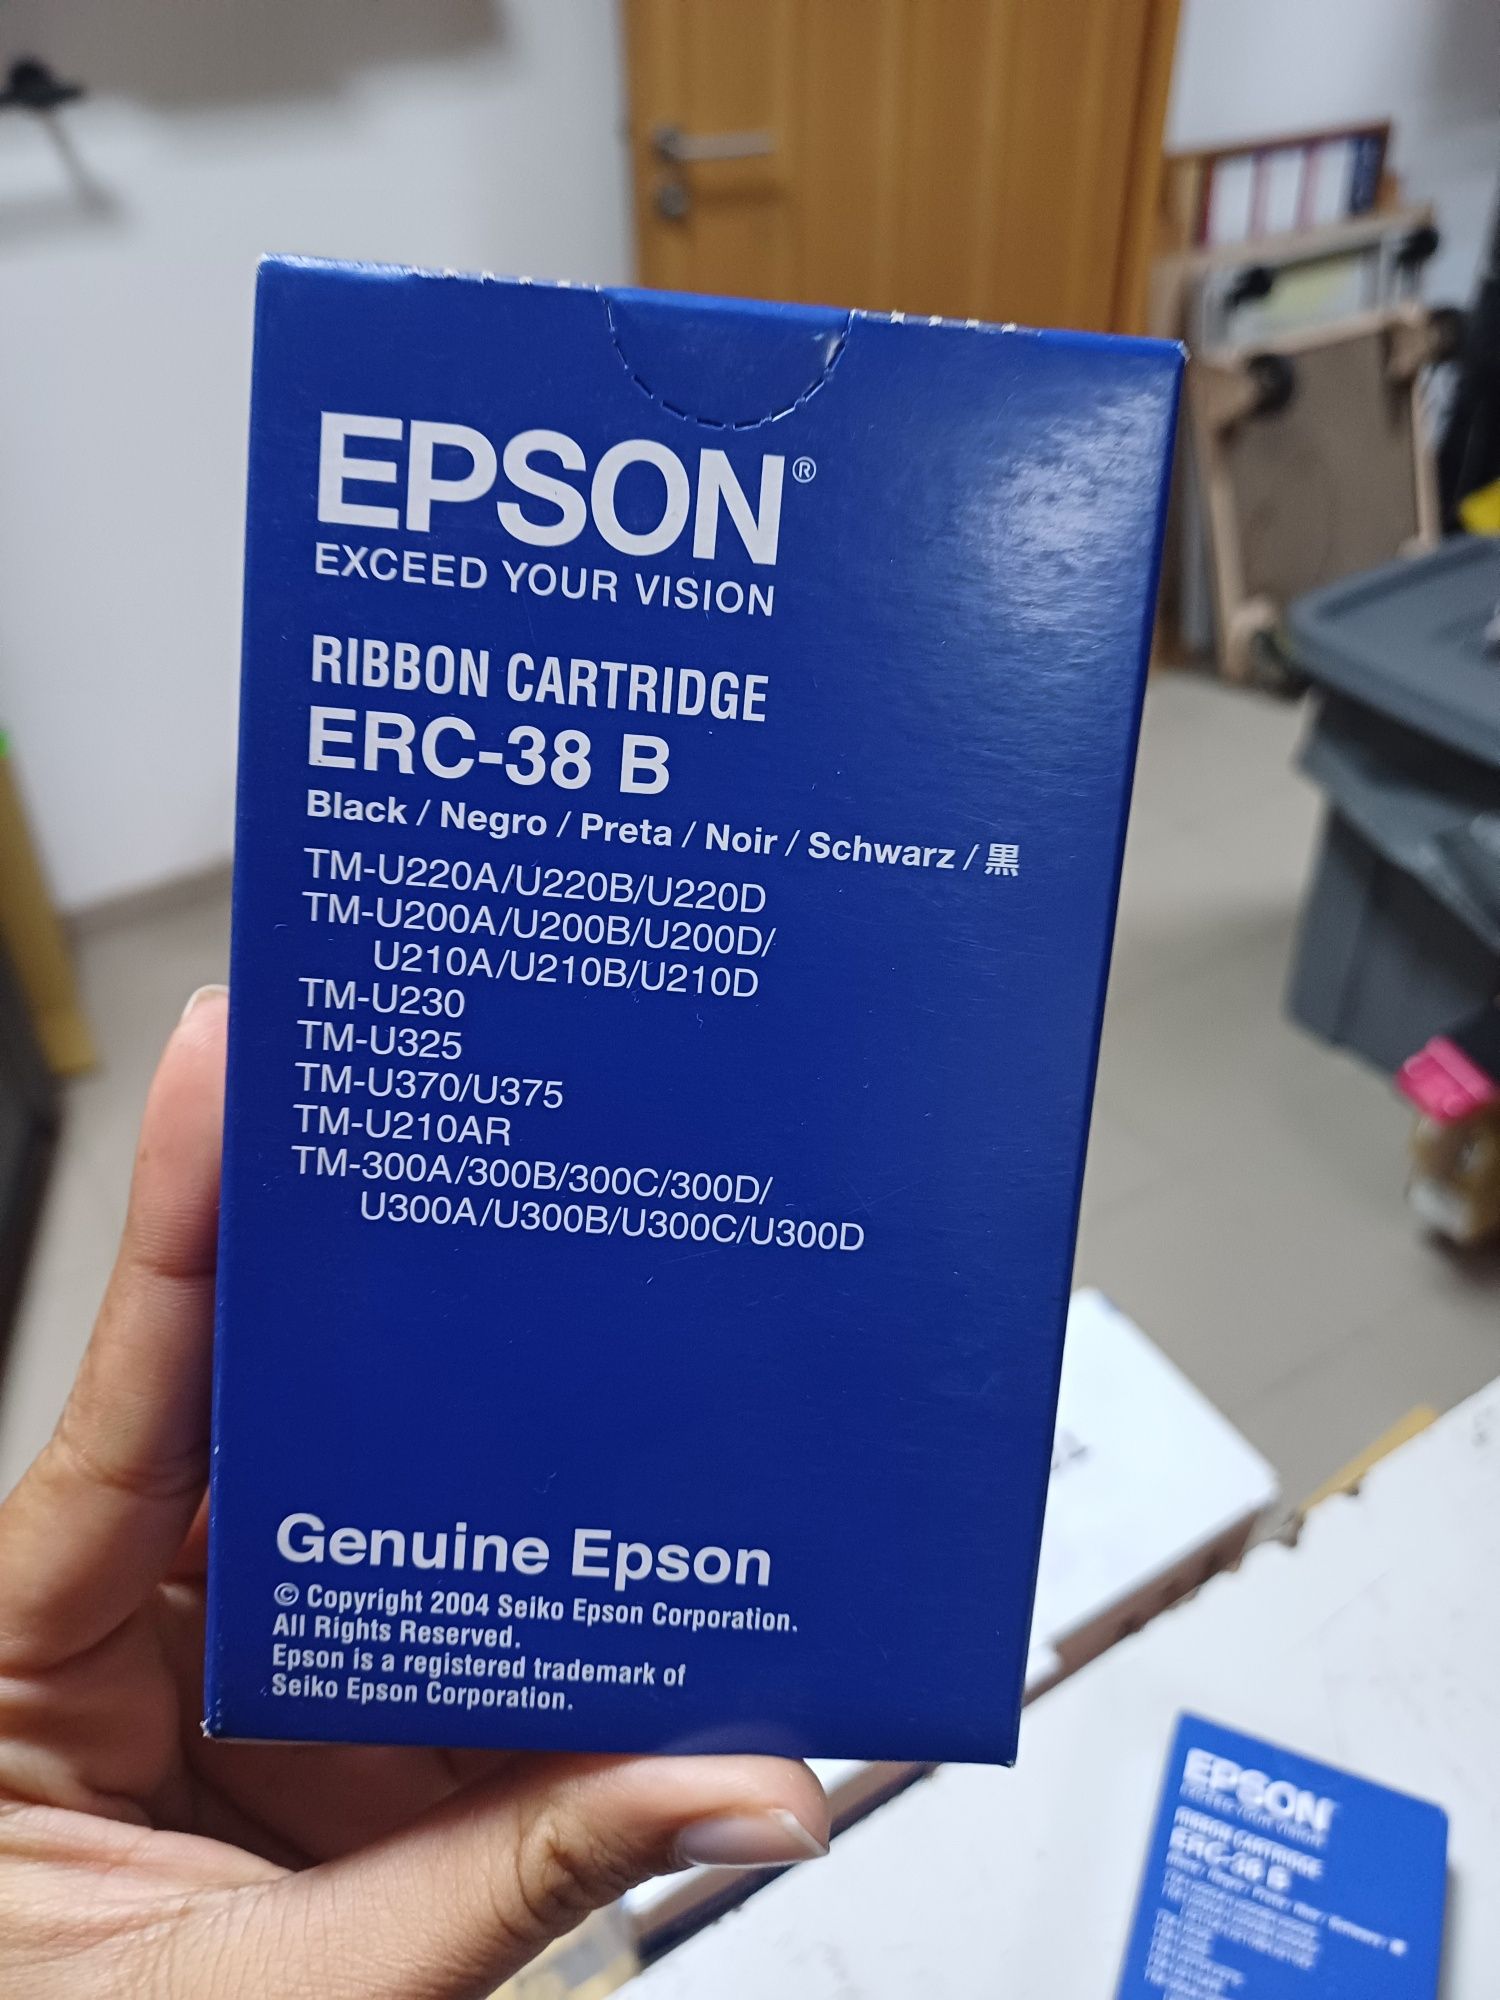 EPSON®
EXCEED YOUR VISION
RIBBON CARTRIDGE
ERC-38 B
Black / Negro / Preta / Noir / Schwarz / 黒
TM-U220A/U220B/U220D
TM-U200A/U200B/U200D/
U210A/U210B/U210D
TM-U230
TM-U325
TM-U370/U375
TM-U210AR
TM-300A/300B/300C/300D/
U300A/U300B/U300C/U300D
Genuine Epson
© Copyright 2004 Seiko Epson Corporation.
All Rights Reserved.
Epson is a registered trademark of
Seiko Epson Corporation.
EPSON
EXCEED YOUR VISION
RIBBON CARTRIDGE
ERC-38 B